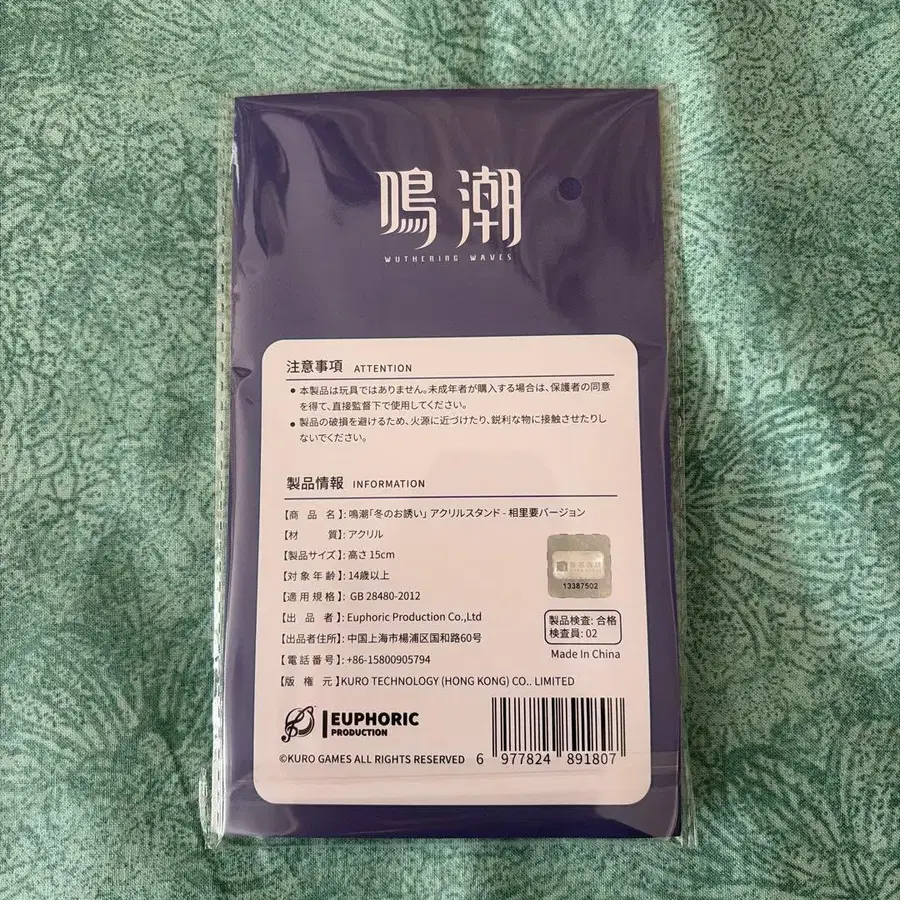 鳴潮
WUTHERING WAVES
注意事項 ATTENTION
● 本製品は玩具ではありません。未成年者が購入する場合は、保護者の同意
を得て、直接監督下で使用してください。
● 製品の破損を避けるため、火源に近づけたり、鋭利な物に接触させたりし
ないでください。
製品情報 INFORMATION
【商品名】: 鳴潮「冬のお誘い」アクリルスタンド - 相里要バージョン
【材質】: アクリル
【製品サイズ】: 高さ 15cm
【対象年齢】: 14歳以上
【適用規格】: GB 28480-2012
【出品者】: Euphoric Production Co.,Ltd
【出品者住所】: 中国上海市楊浦区国和路60号
【電話番号】: +86-15800905794
【版権元】KURO TECHNOLOGY (HONG KONG) CO.. LIMITED
13387502
製品検査: 合格
検査員: 02
Made In China
EUPHORIC
PRODUCTION
©KURO GAMES ALL RIGHTS RESERVED
6 977824 891807